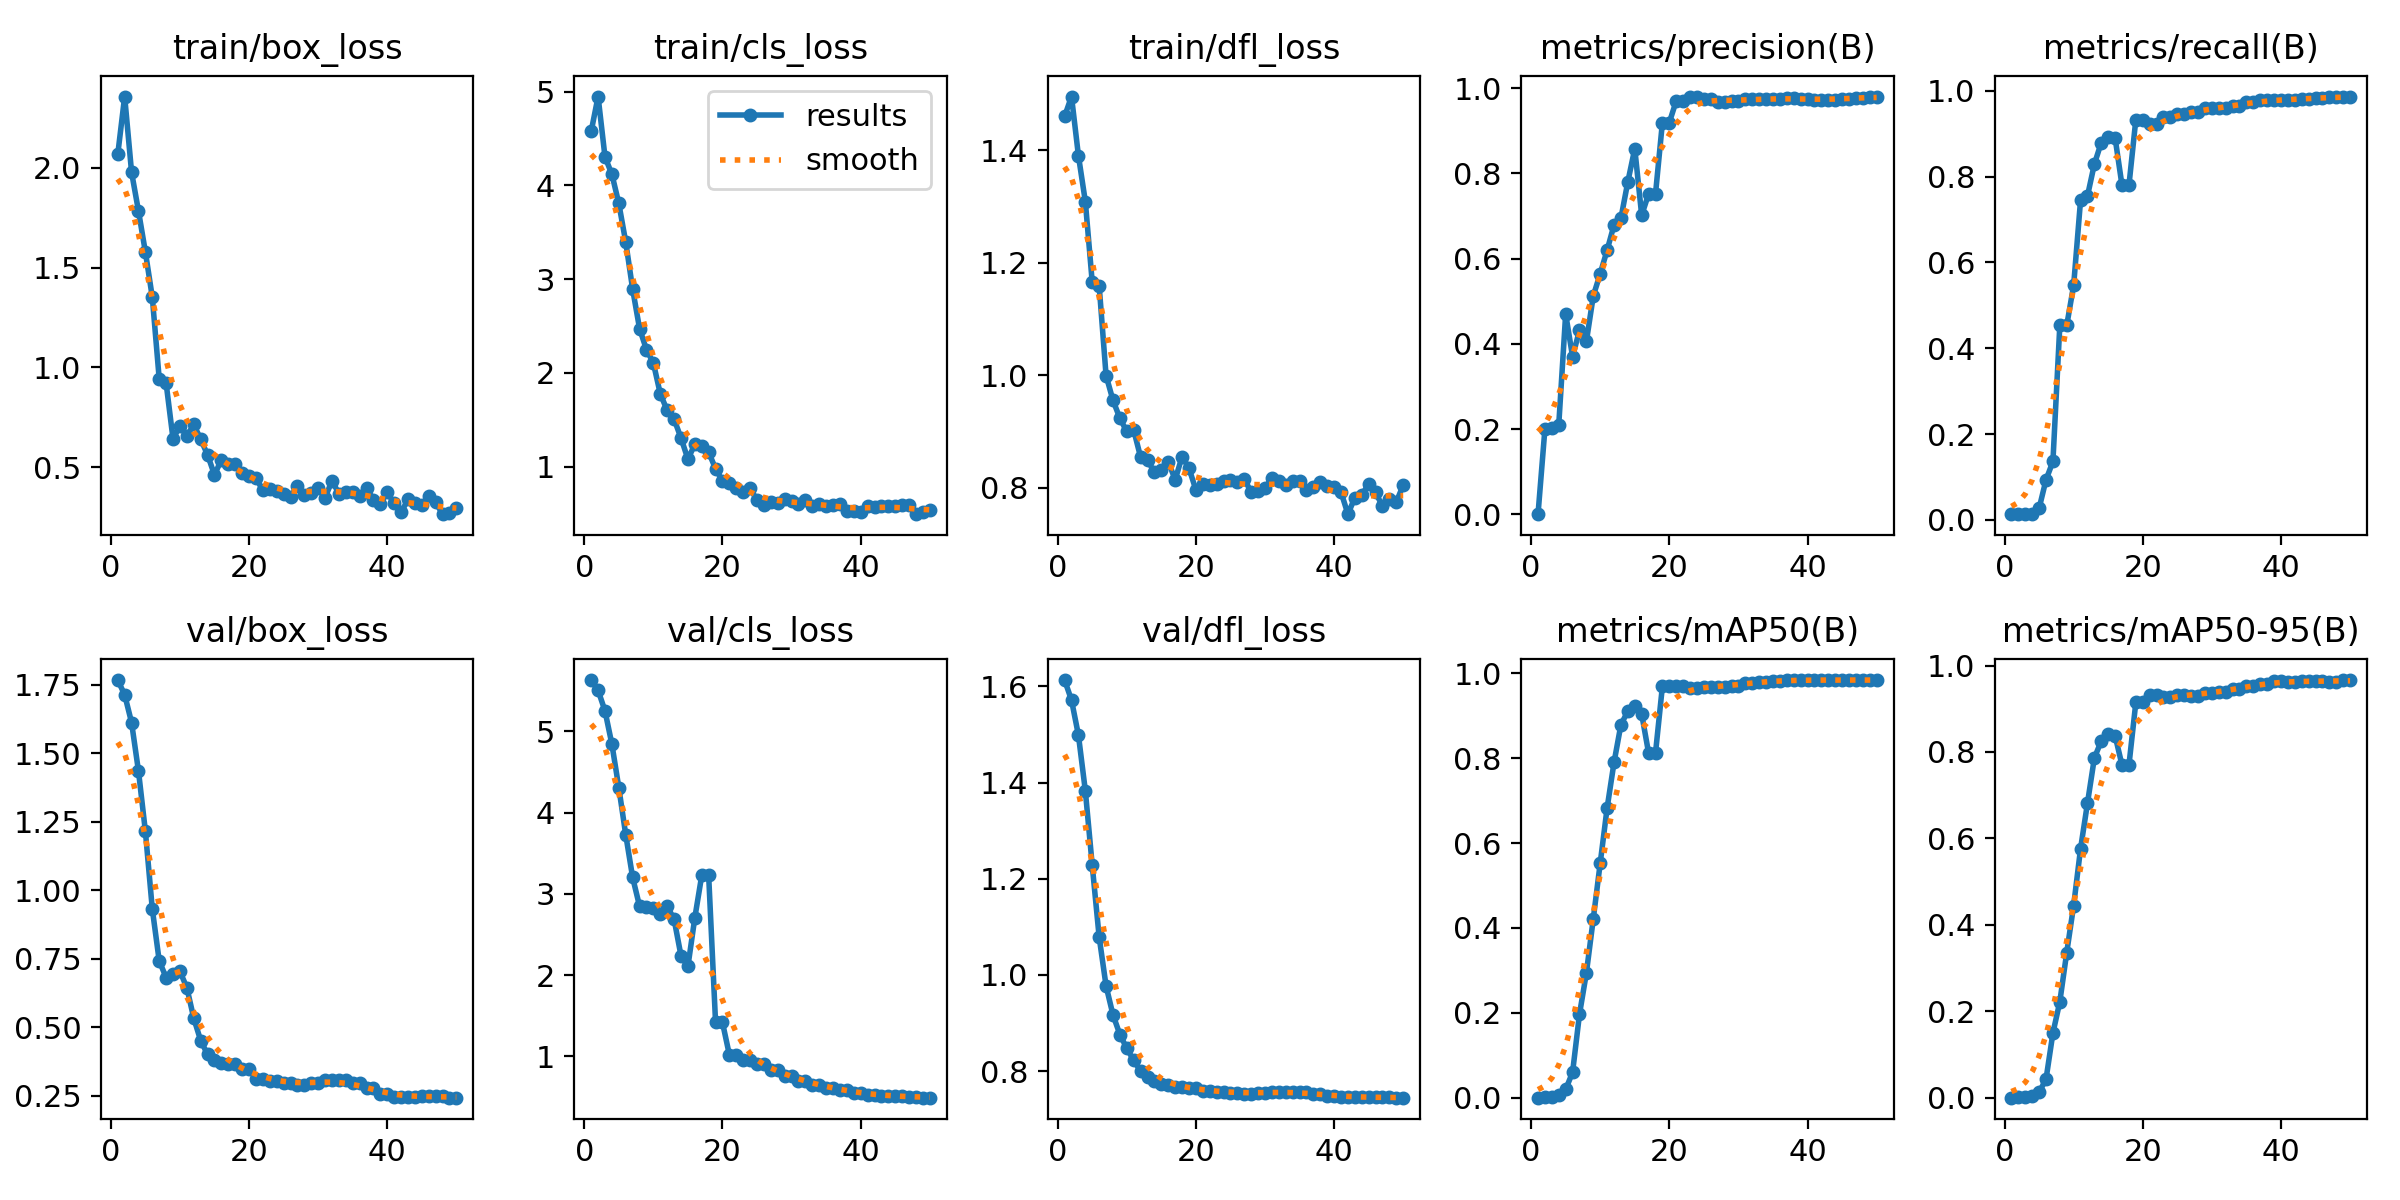 train/box_loss
2.0
1.5
1.0
0.5
0 20 40
train/cls_loss
5
4
3
2
1
0 20 40
results
smooth
train/dfl_loss
1.4
1.2
1.0
0.8
0 20 40
metrics/precision(B)
1.0
0.8
0.6
0.4
0.2
0.0
0 20 40
metrics/recall(B)
1.0
0.8
0.6
0.4
0.2
0.0
0 20 40
val/box_loss
1.75
1.50
1.25
1.00
0.75
0.50
0.25
0 20 40
val/cls_loss
5
4
3
2
1
0 20 40
val/dfl_loss
1.6
1.4
1.2
1.0
0.8
0 20 40
metrics/mAP50(B)
1.0
0.8
0.6
0.4
0.2
0.0
0 20 40
metrics/mAP50-95(B)
1.0
0.8
0.6
0.4
0.2
0.0
0 20 40